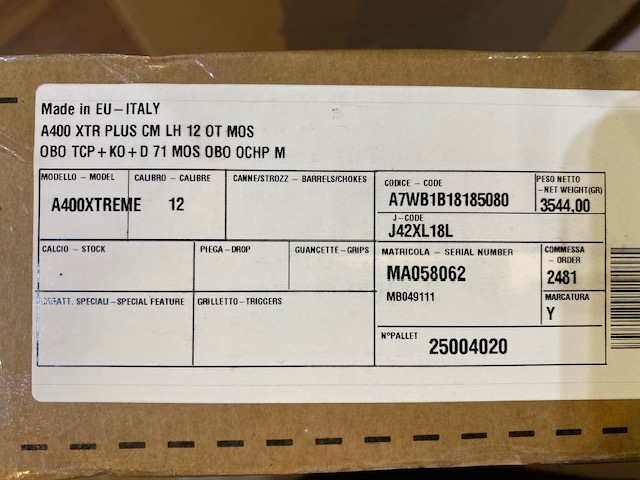 Made in EU-ITALY
A400 XTR PLUS CM LH 12 OT MOS
OBO TCP+KO+D 71 MOS OBO OCHP M
MODELLO - MODEL
A400XTREME
CALIBRO - CALIBRE
12
CANNE/STROZZ - BARRELS/CHOKES
CODICE - CODE
A7WB1B18185080
PESO NETTO
-NET WEIGHT(GR)
3544,00
J-CODE
J42XL18L
CALCIO - STOCK
PIEGA-DROP
GUANCETTE-GRIPS
MATRICOLA - SERIAL NUMBER
MA058062
MB049111
COMMESSA
- ORDER
2481
MARCATURA
Y
CARATT. SPECIALI-SPECIAL FEATURE
GRILLETTO-TRIGGERS
N°PALLET
25004020